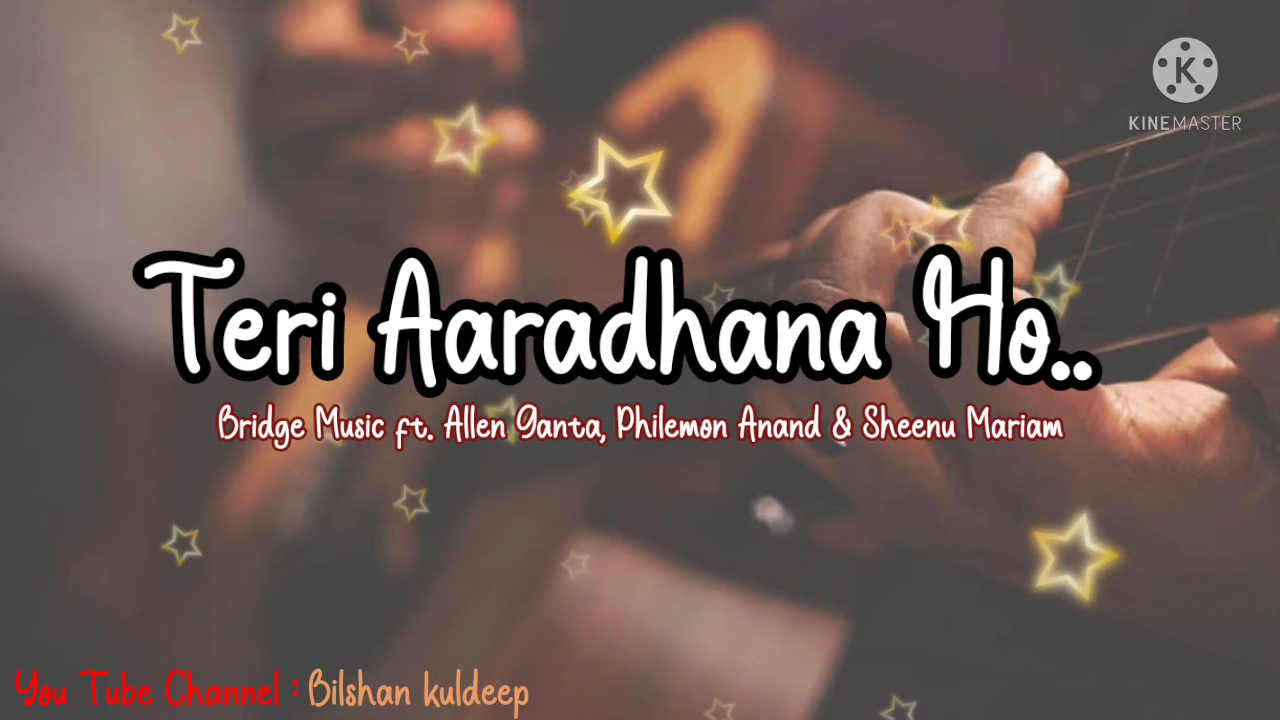 KINEMASTER
Teri Aaradhana Ho..
Bridge Music ft. Allen Ganta, Philemon Anand & Sheenu Mariam
You Tube Channel : Bilshan kuldeep